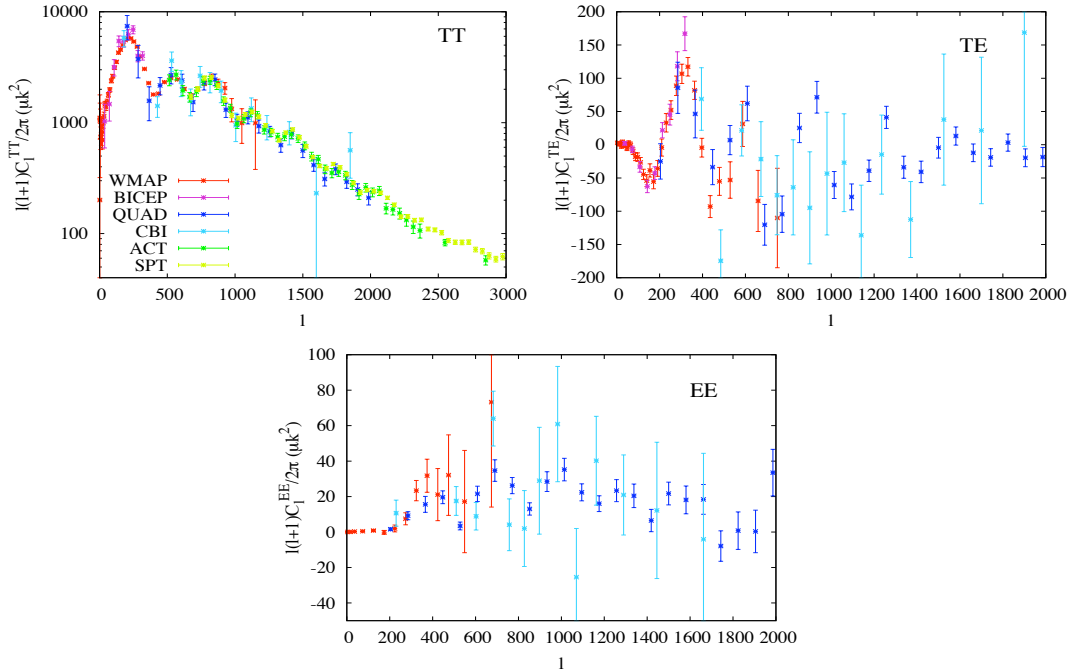 TT
l(l+1)C_l^TT/2π (μk²)
10000
1000
100
WMAP
BICEP
QUAD
CBI
ACT
SPT
0 500 1000 1500 2000 2500 3000
l
TE
l(l+1)C_l^TE/2π (μk²)
200
150
100
50
0
-50
-100
-150
-200
0 200 400 600 800 1000 1200 1400 1600 1800 2000
l
EE
l(l+1)C_l^EE/2π (μk²)
100
80
60
40
20
0
-20
-40
0 200 400 600 800 1000 1200 1400 1600 1800 2000
l